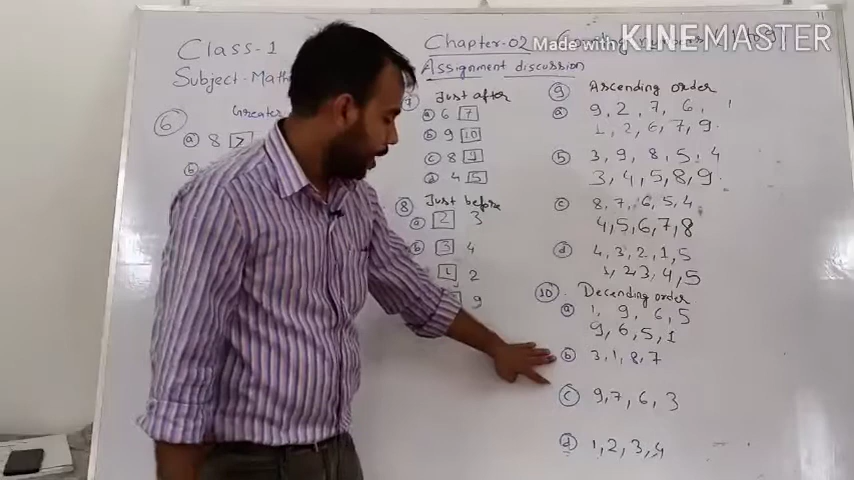 Class-1
Subject - Math
Chapter-02
Made with KINEMASTER
Assignment discussion
6
Greater
a 8 7
b
Just after
a 6 7
b 9 10
c 8
d 4 5
8 Just before
a 2 3
b 3 4
1 2
9
9 Ascending order
a 9, 2, 7, 6, 1
1, 2, 6, 7, 9
b 3, 9, 8, 5, 4
3, 4, 5, 8, 9
c 8, 7, 6, 5, 4
4, 5, 6, 7, 8
d 4, 3, 2, 1, 5
1, 2 3, 4, 5
10 Decending order
a 1, 9, 6, 5
9, 6, 5, 1
b 3, 1, 8, 7
c 9, 7, 6, 3
d 1, 2, 3, 4